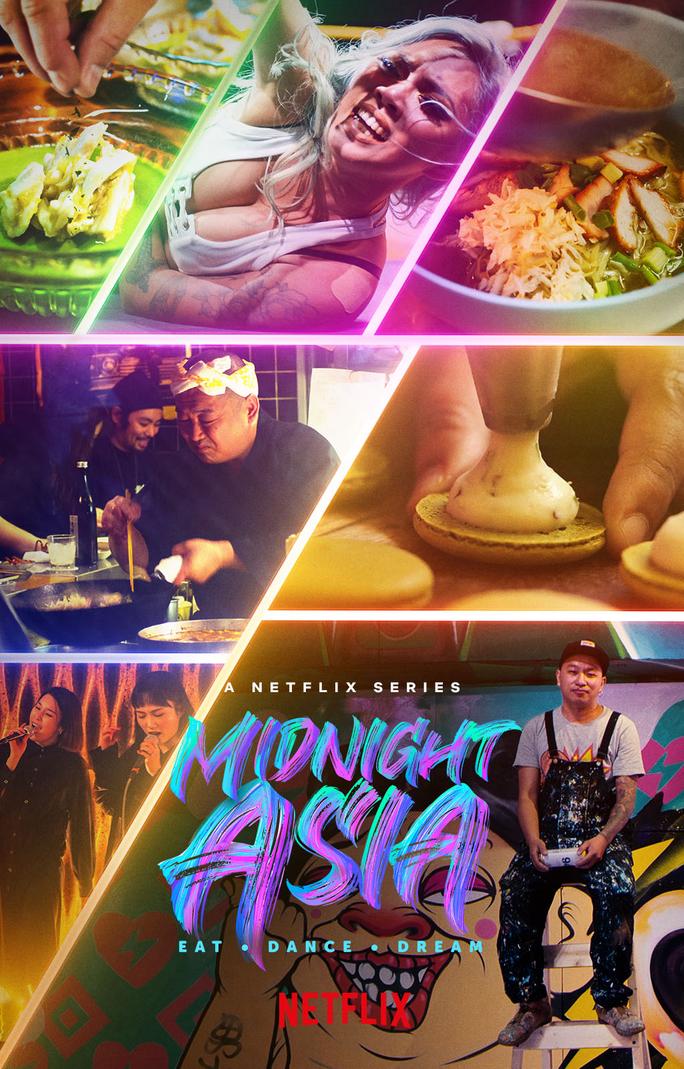 A NETFLIX SERIES
MIDNIGHT
ASIA
EAT • DANCE • DREAM
NETFLIX